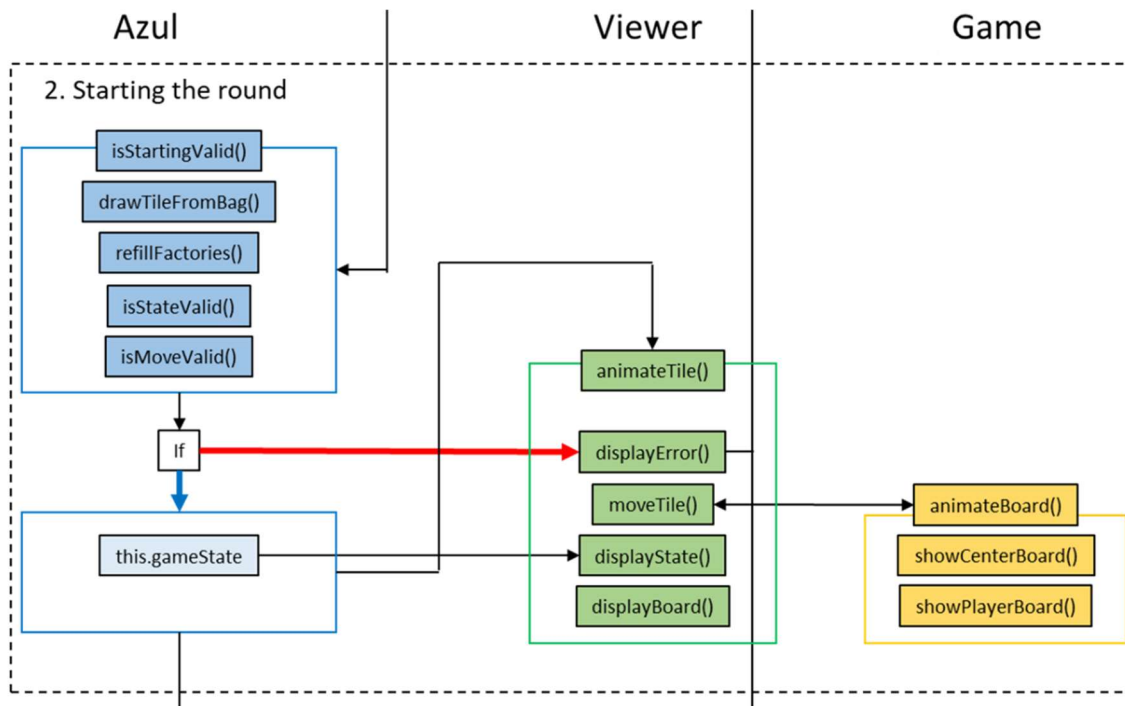 Azul
Viewer
Game
2. Starting the round
isStartingValid()
drawTileFromBag()
refillFactories()
isStateValid()
isMoveValid()
If
this.gameState
animateTile()
displayError()
moveTile()
displayState()
displayBoard()
animateBoard()
showCenterBoard()
showPlayerBoard()